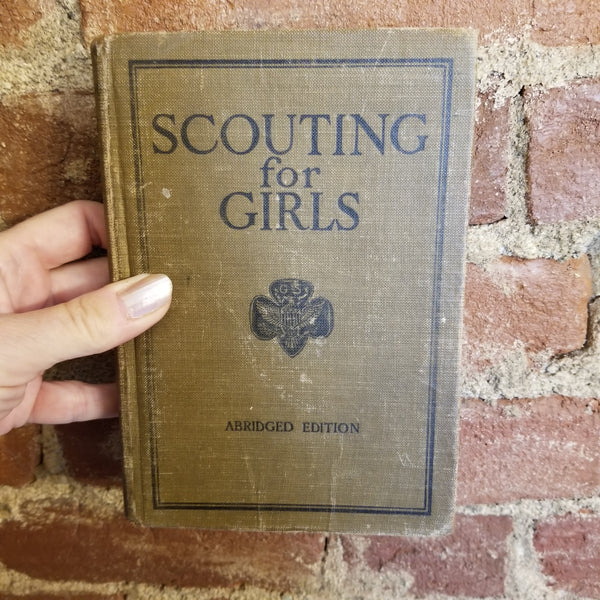 SCOUTING
for
GIRLS
G.S.
ABRIDGED EDITION